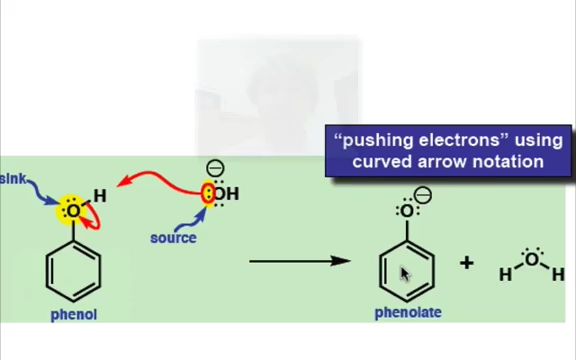 “pushing electrons” using
curved arrow notation
sink
H
O
OH
source
phenol
O
phenolate
+
O
H H